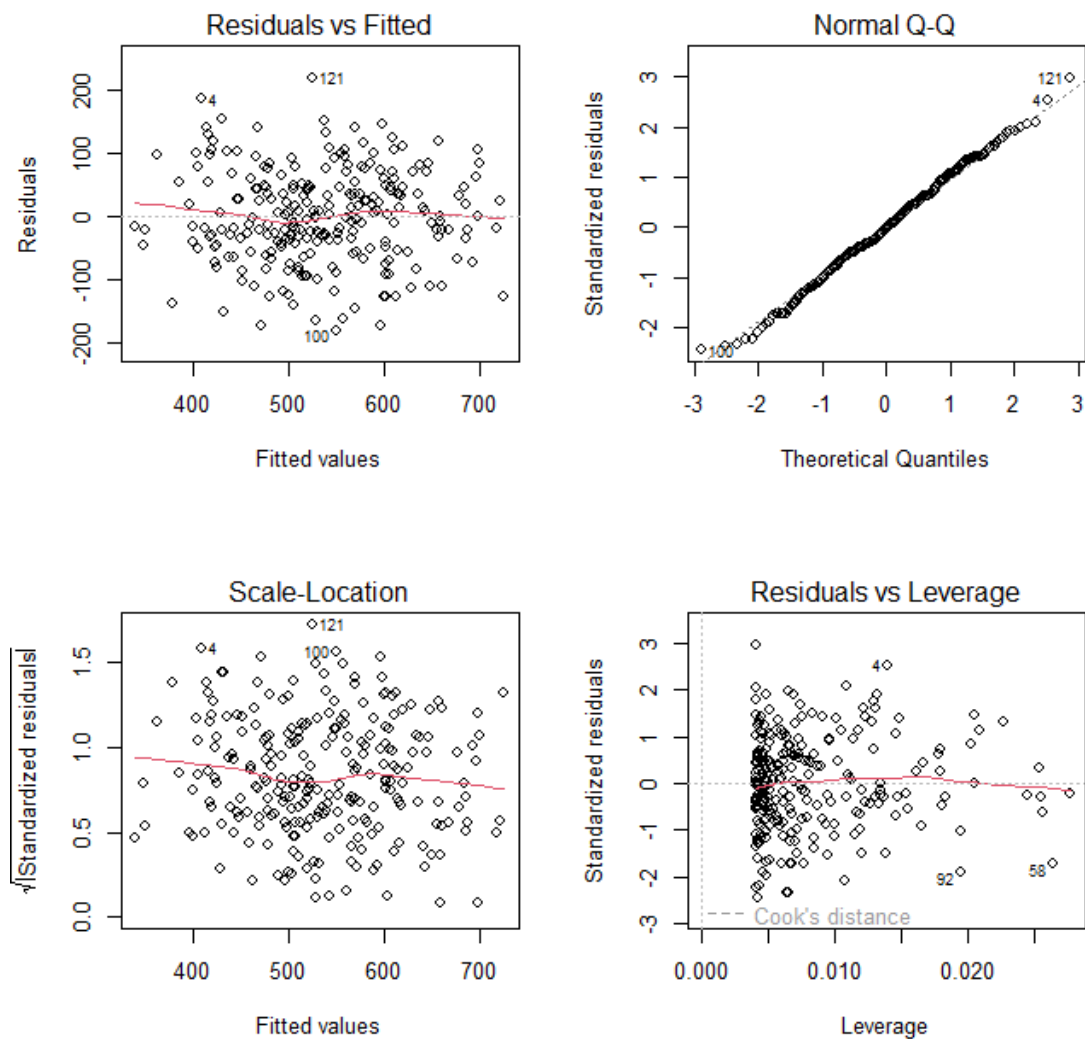 Residuals vs Fitted
Residuals
-200 -100 0 100 200
121
4
100
400 500 600 700
Fitted values
Normal Q-Q
Standardized residuals
-2 -1 0 1 2 3
121
4
100
-3 -2 -1 0 1 2 3
Theoretical Quantiles
Scale-Location
√|Standardized residuals|
0.0 0.5 1.0 1.5
121
4
100
400 500 600 700
Fitted values
Residuals vs Leverage
Standardized residuals
-3 -2 -1 0 1 2 3
4
92
58
Cook's distance
0.000 0.010 0.020
Leverage